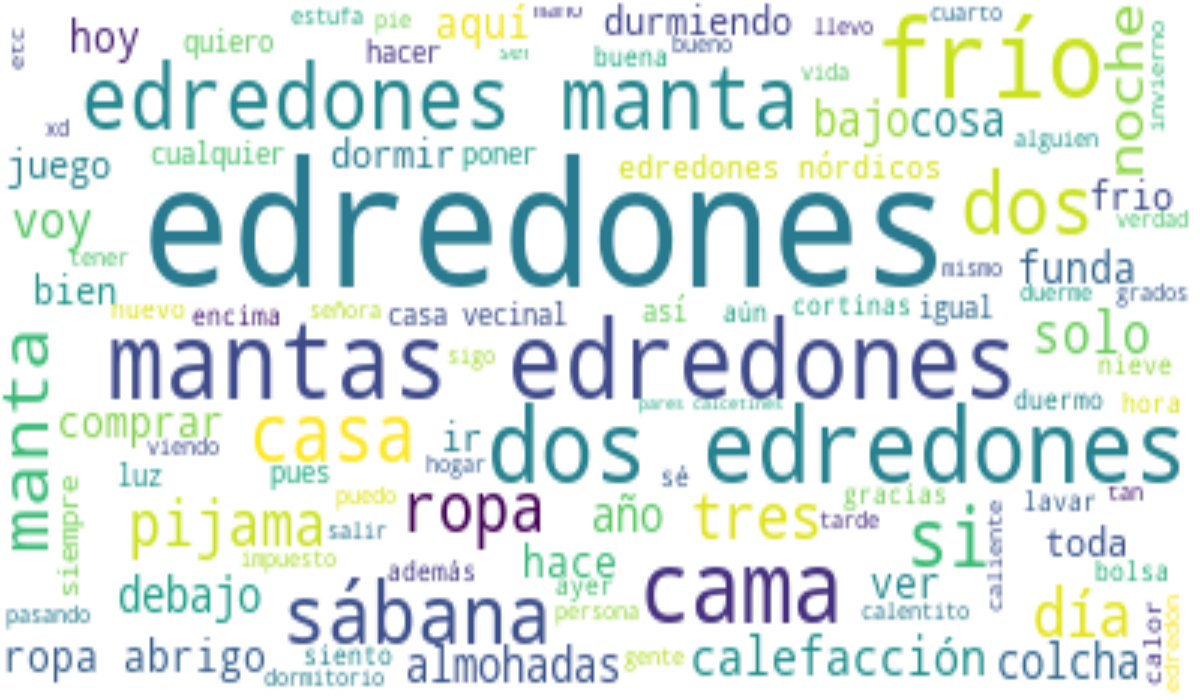 estufa pie aquí mano durmiendo llevo cuarto
etc hoy quiero hacer ser buena bueno frío noche invierno
edredones manta vida bajo cosa alguien
xd juego cualquier dormir poner edredones nórdicos
voy edredones dos frio verdad
tener bien mismo funda duerme grados
huevo encima señora casa vecinal así aún cortinas igual
manta mantas edredones sigo solo nieve
comprar viendo casa ir hogar dos edredones pares calcetines duermo hora
luz pues sé
siempre pijama salir puedo ropa año tres tarde gracias si caliente lavar tan
impuesto hace toda bolsa
pasando debajo sábana además ayer persona cama ver calentito día calor edredón
ropa abrigo dormitorio siento almohadas gente calefacción colcha